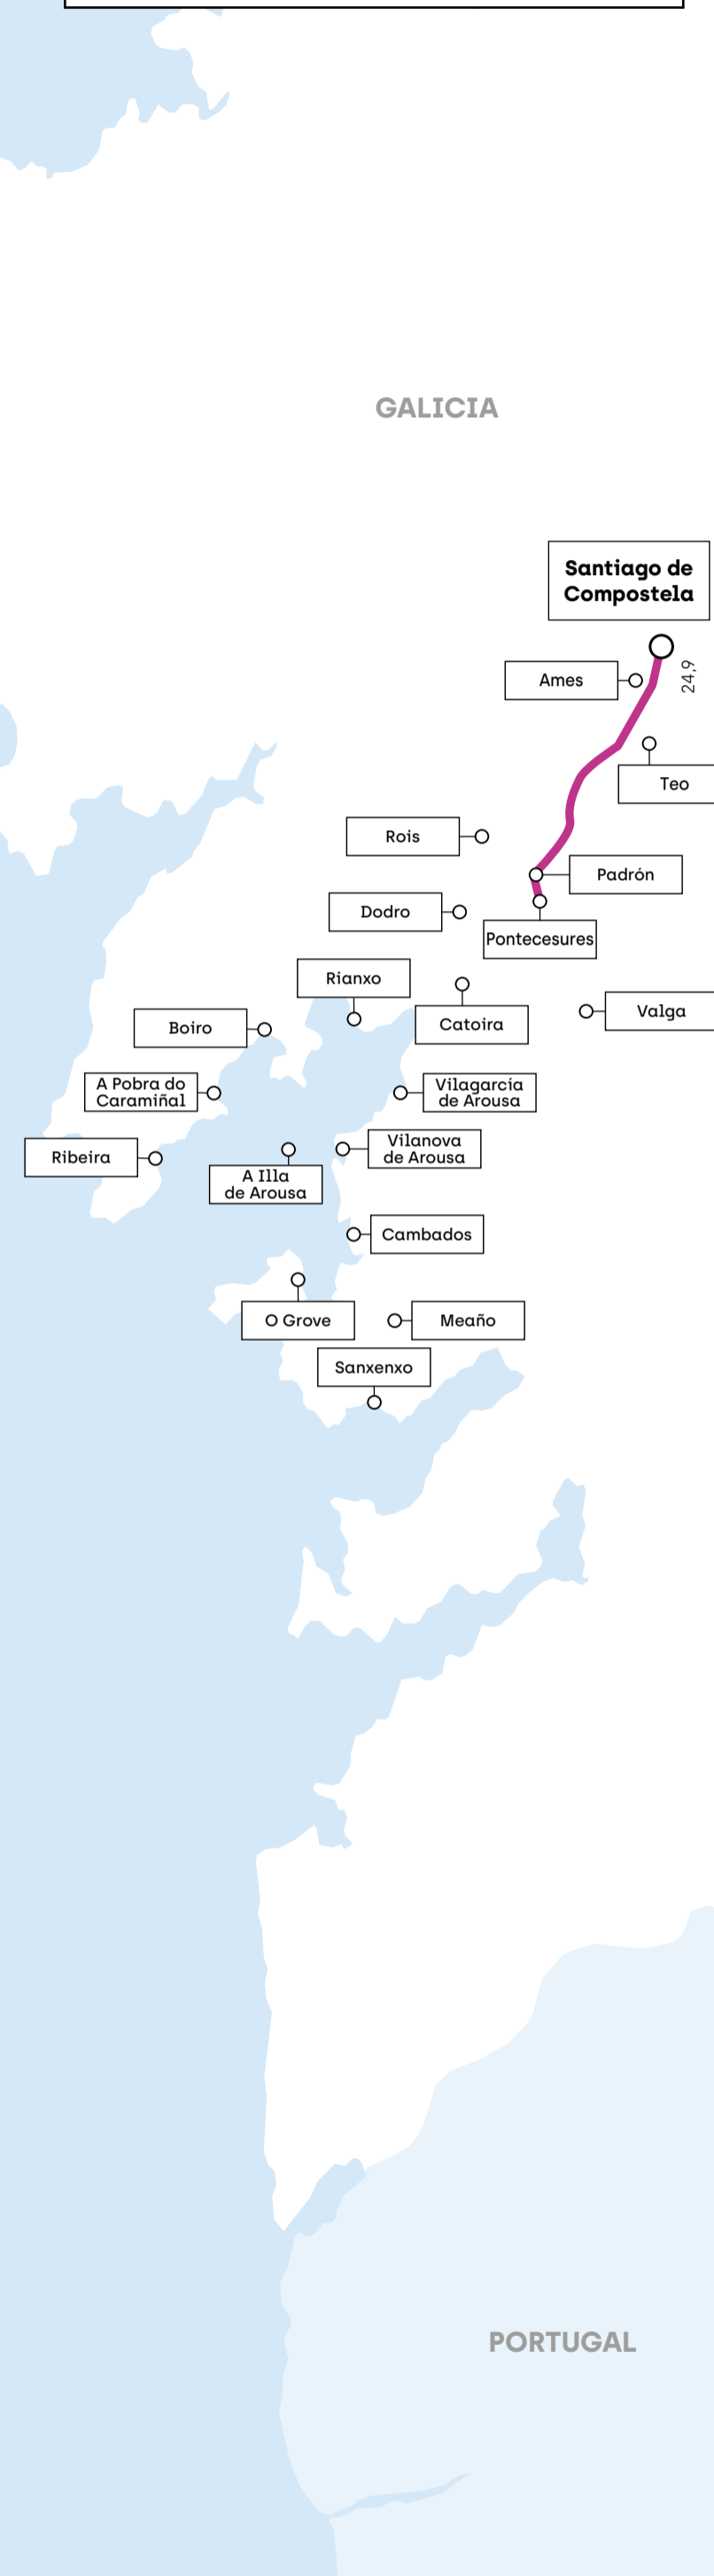 GALICIA
Santiago de
Compostela
24,9
Ames
Teo
Rois
Padrón
Dodro
Pontecesures
Rianxo
Valga
Catoira
Boiro
A Pobra do
Caramiñal
Vilagarcía
de Arousa
Vilanova
de Arousa
Ribeira
A Illa
de Arousa
Cambados
O Grove
Meaño
Sanxenxo
PORTUGAL